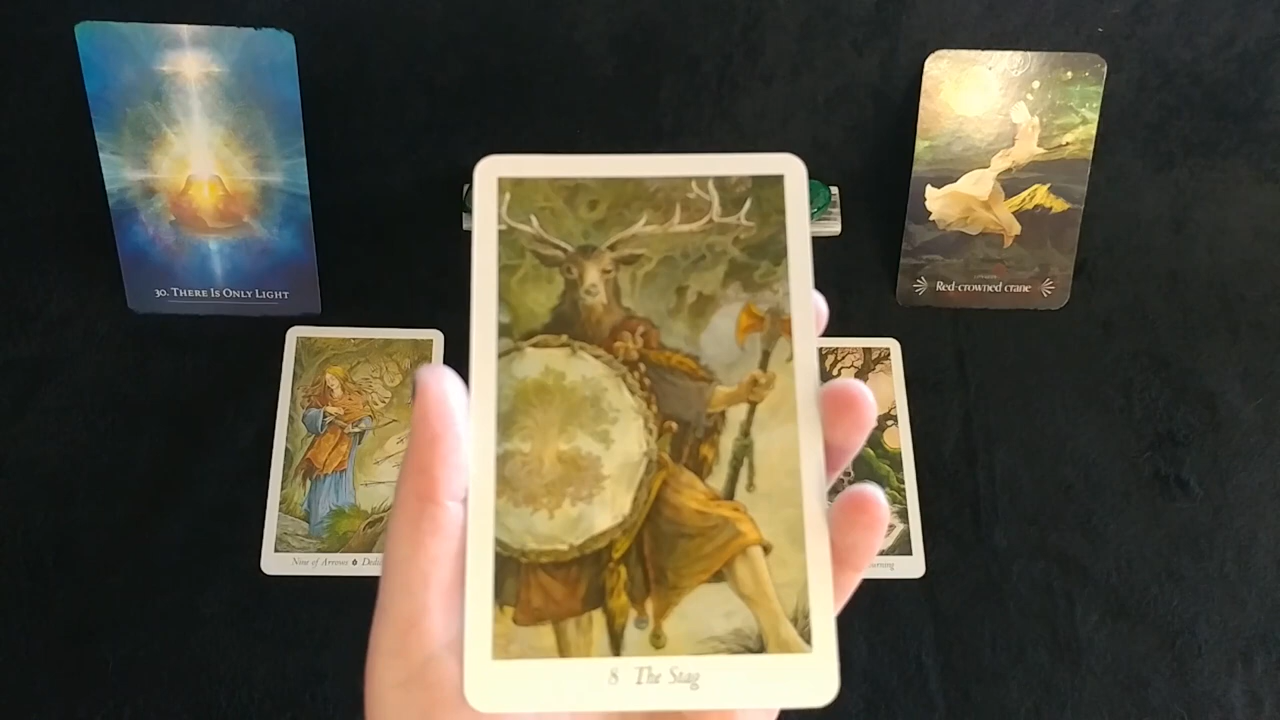 30. There Is Only Light
Red-crowned crane
Nine of Arrows
8 The Stag